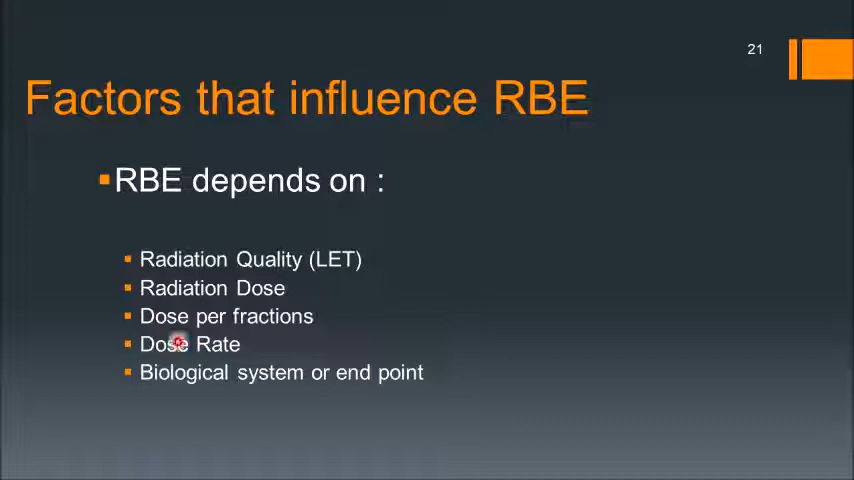 21
Factors that influence RBE
RBE depends on :
Radiation Quality (LET)
Radiation Dose
Dose per fractions
Dose Rate
Biological system or end point